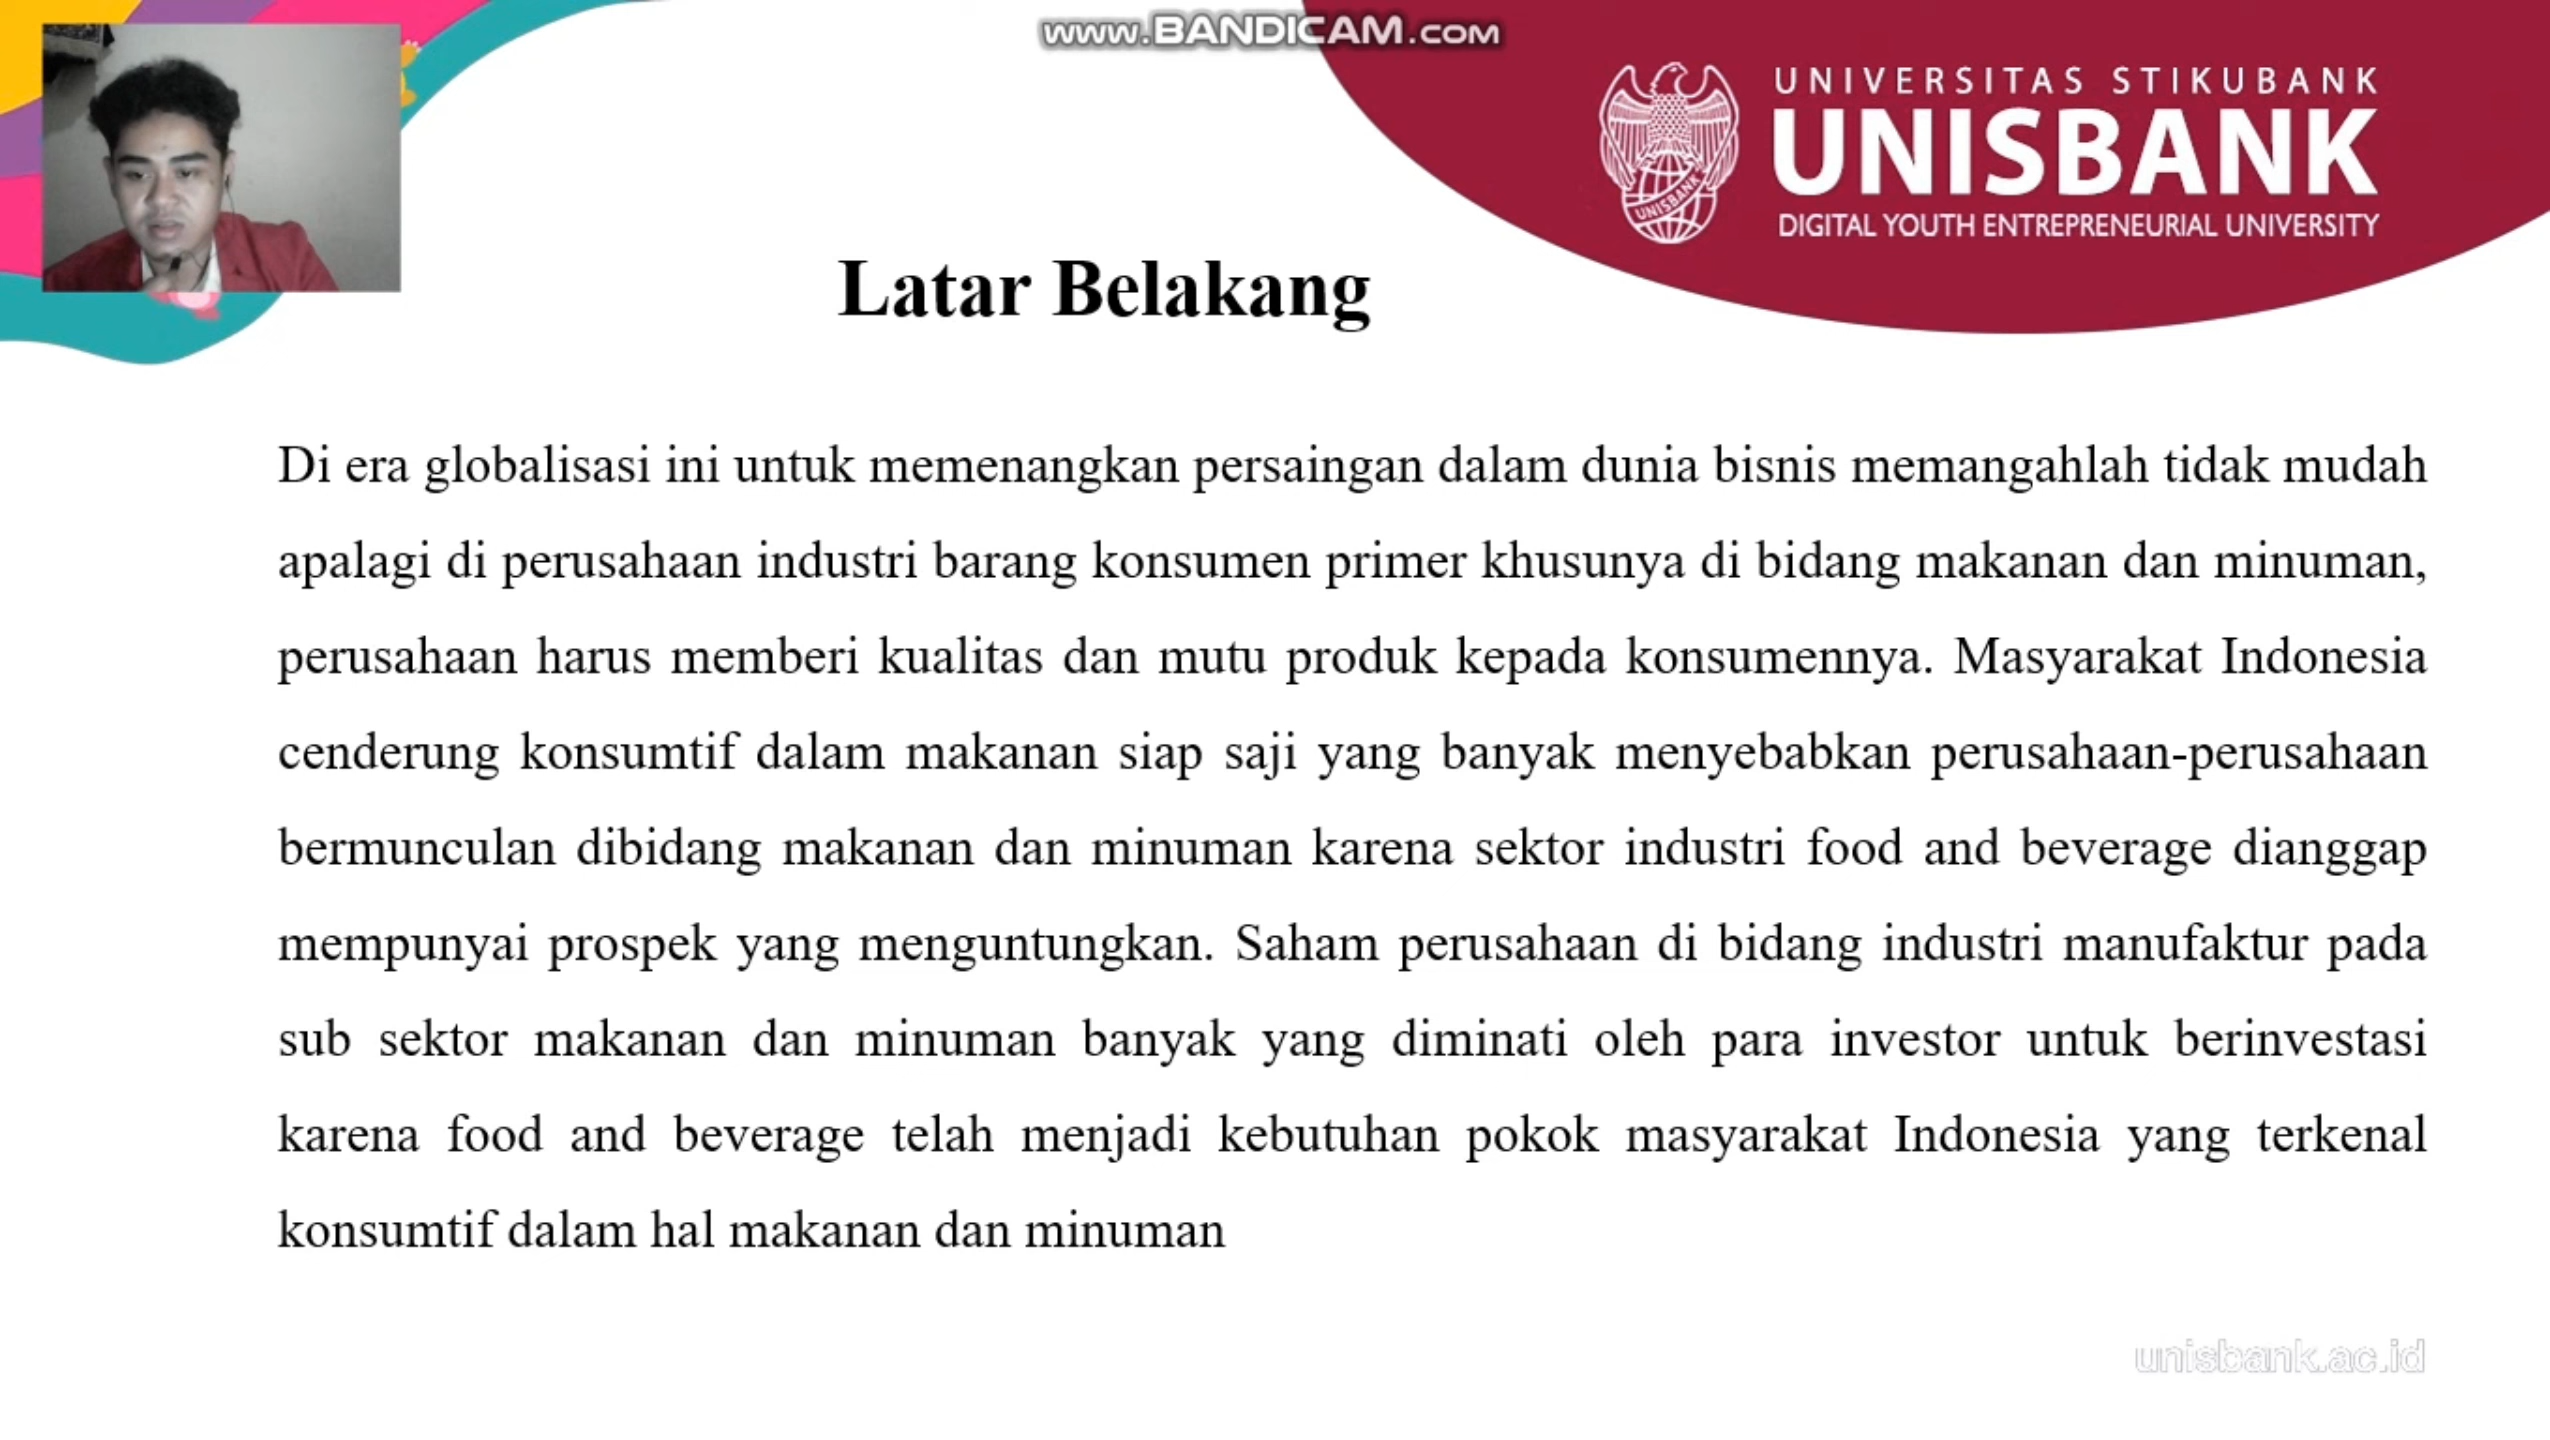 www.BANDICAM.com
UNIVERSITAS STIKUBANK
UNISBANK
DIGITAL YOUTH ENTREPRENEURIAL UNIVERSITY
UNISBANK
Latar Belakang
Di era globalisasi ini untuk memenangkan persaingan dalam dunia bisnis memangahlah tidak mudah
apalagi di perusahaan industri barang konsumen primer khusunya di bidang makanan dan minuman,
perusahaan harus memberi kualitas dan mutu produk kepada konsumennya. Masyarakat Indonesia
cenderung konsumtif dalam makanan siap saji yang banyak menyebabkan perusahaan-perusahaan
bermunculan dibidang makanan dan minuman karena sektor industri food and beverage dianggap
mempunyai prospek yang menguntungkan. Saham perusahaan di bidang industri manufaktur pada
sub sektor makanan dan minuman banyak yang diminati oleh para investor untuk berinvestasi
karena food and beverage telah menjadi kebutuhan pokok masyarakat Indonesia yang terkenal
konsumtif dalam hal makanan dan minuman
unisbank.ac.id